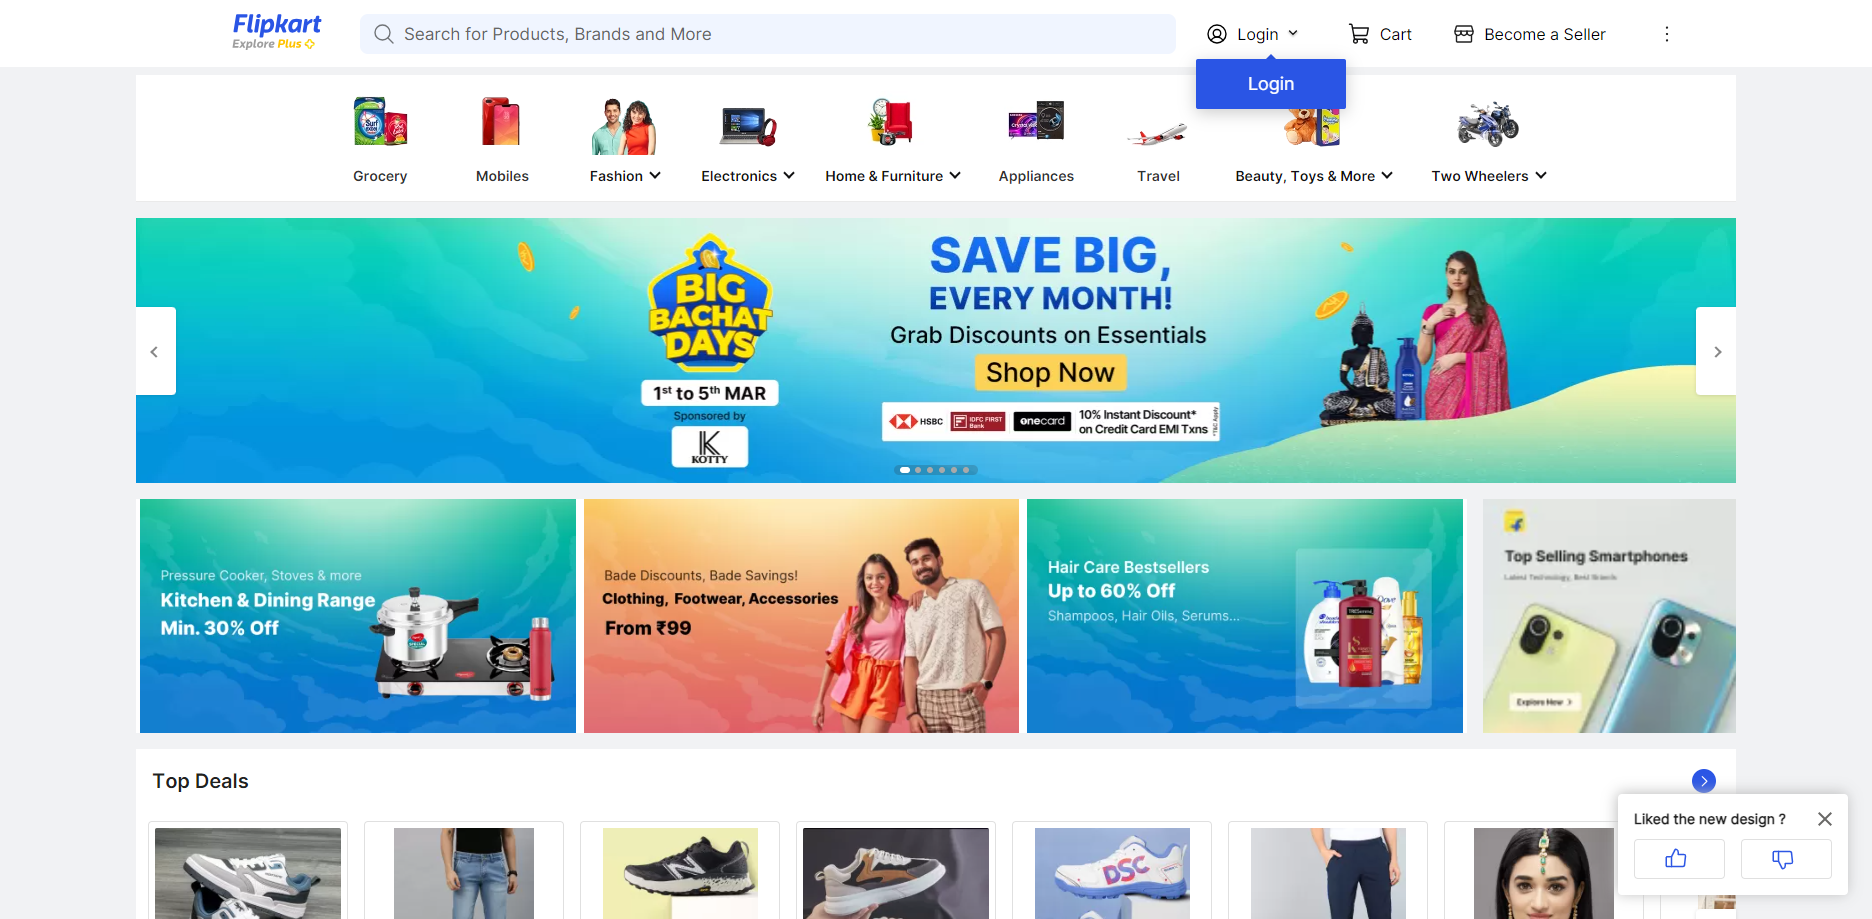 Flipkart
Explore Plus
Search for Products, Brands and More
Login
Cart
Become a Seller
Login
Grocery
Mobiles
Fashion
Electronics
Home & Furniture
Appliances
Travel
Beauty, Toys & More
Two Wheelers
BIG
BACHAT
DAYS
1st to 5th MAR
Sponsored by
KOTTY
SAVE BIG,
EVERY MONTH!
Grab Discounts on Essentials
Shop Now
HSBC
IDFC FIRST
Bank
onecard
10% Instant Discount*
on Credit Card EMI Txns
*T&C Apply
Pressure Cooker, Stoves & more
Kitchen & Dining Range
Min. 30% Off
Bade Discounts, Bade Savings!
Clothing, Footwear, Accessories
From ₹99
Hair Care Bestsellers
Up to 60% Off
Shampoos, Hair Oils, Serums...
Dove
Top Selling Smartphones
Latest Technology, Best Brands
Explore Now
Top Deals
DSC
Liked the new design ?